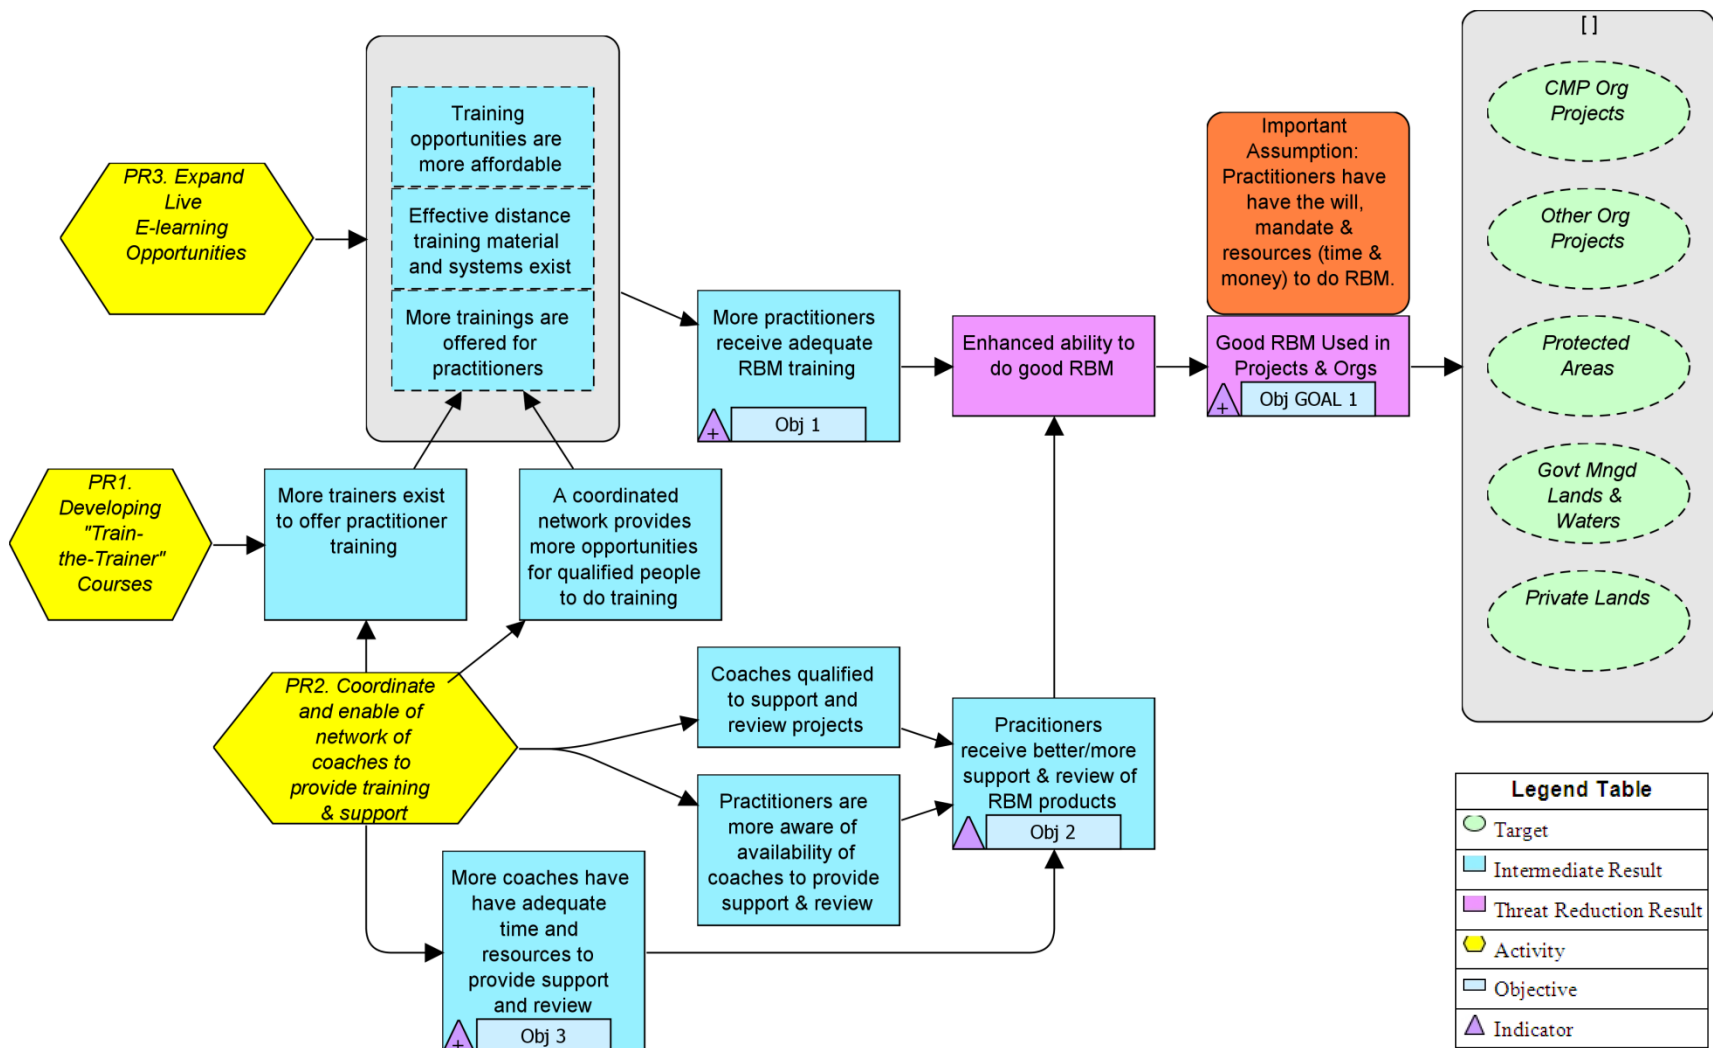 [ ]
CMP Org
Projects
Other Org
Projects
Protected
Areas
Govt Mngd
Lands &
Waters
Private Lands
Training
opportunities are
more affordable
Effective distance
training material
and systems exist
More trainings are
offered for
practitioners
PR3. Expand
Live
E-learning
Opportunities
Important
Assumption:
Practitioners have
have the will,
mandate &
resources (time &
money) to do RBM.
More practitioners
receive adequate
RBM training
+
Obj 1
Enhanced ability to
do good RBM
Good RBM Used in
Projects & Orgs
+
Obj GOAL 1
PR1.
Developing
"Train-
the-Trainer"
Courses
More trainers exist
to offer practitioner
training
A coordinated
network provides
more opportunities
for qualified people
to do training
PR2. Coordinate
and enable of
network of
coaches to
provide training
& support
Coaches qualified
to support and
review projects
Practitioners are
more aware of
availability of
coaches to provide
support & review
Pracitioners
receive better/more
support & review of
RBM products
Obj 2
More coaches have
have adequate
time and
resources to
provide support
and review
+
Obj 3
Legend Table
Target
Intermediate Result
Threat Reduction Result
Activity
Objective
Indicator